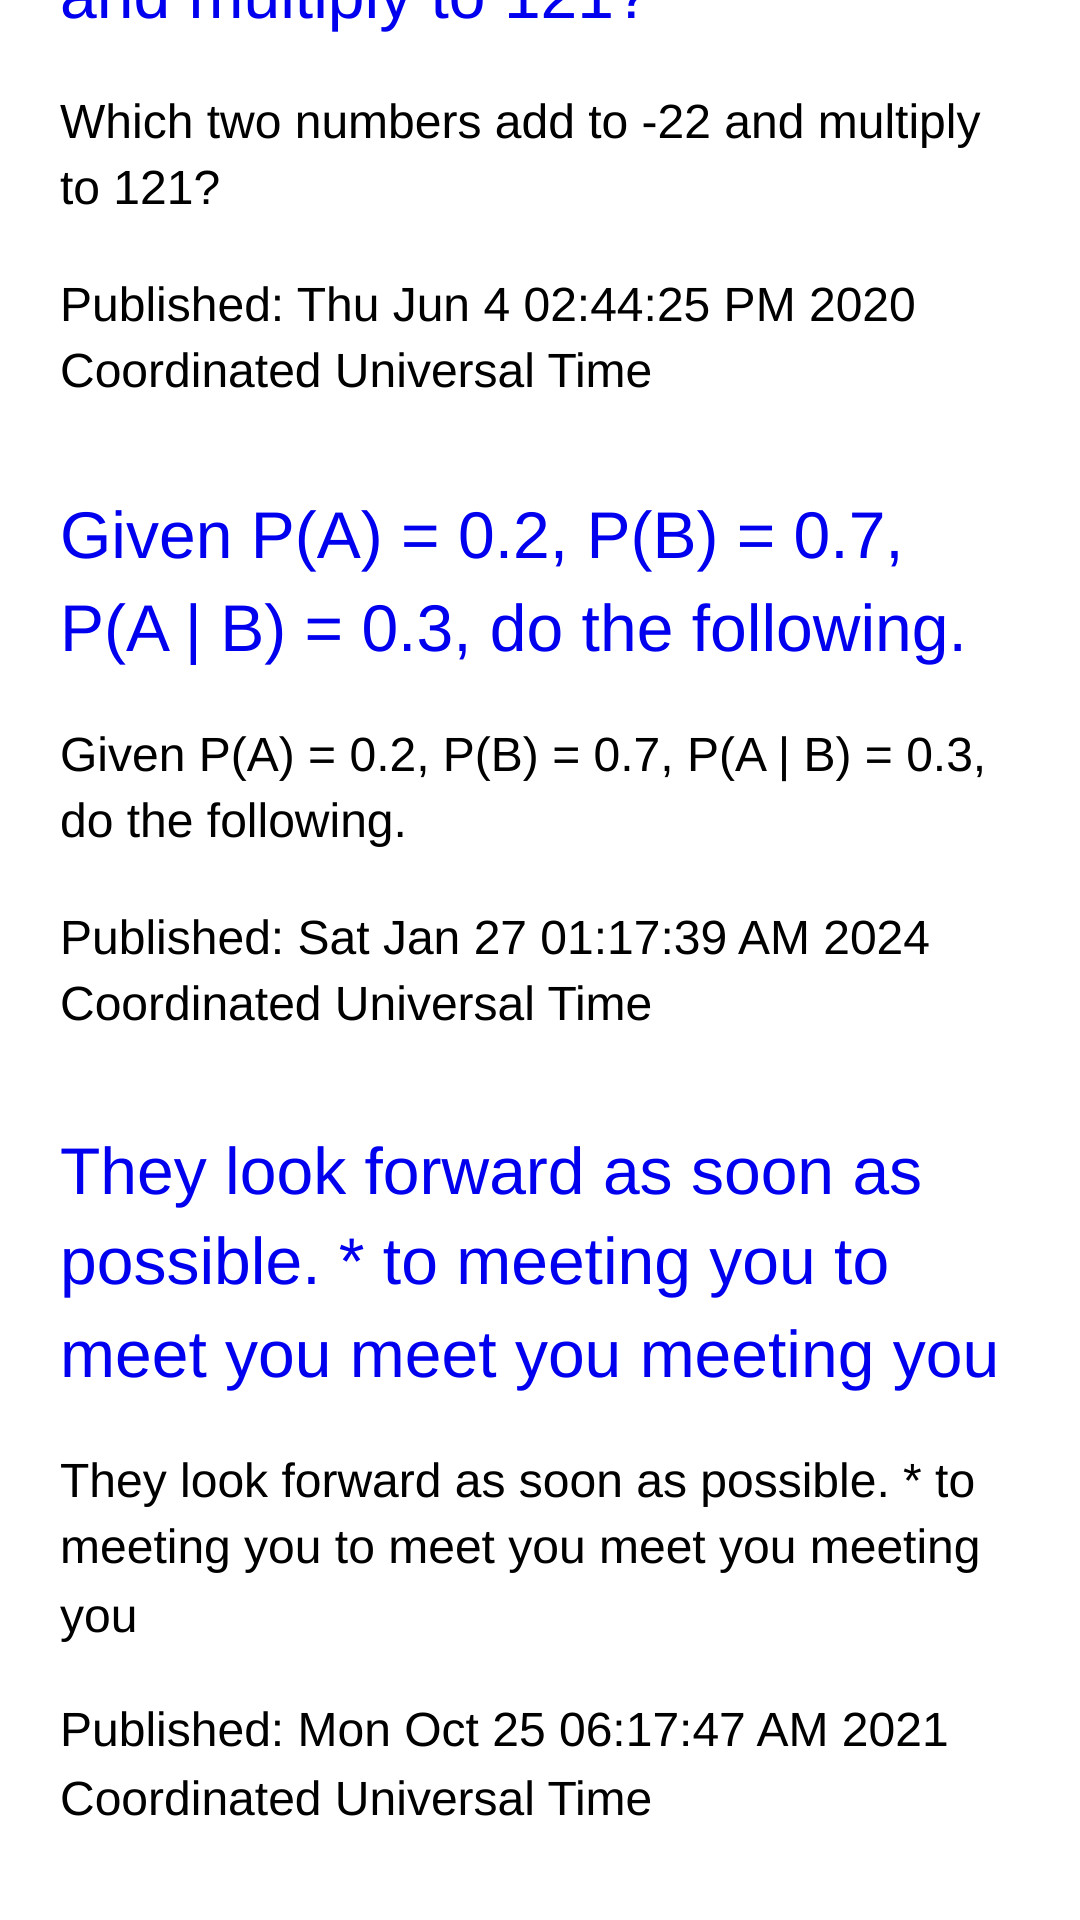 and multiply to 121?
Which two numbers add to -22 and multiply
to 121?
Published: Thu Jun 4 02:44:25 PM 2020
Coordinated Universal Time
Given P(A) = 0.2, P(B) = 0.7,
P(A | B) = 0.3, do the following.
Given P(A) = 0.2, P(B) = 0.7, P(A | B) = 0.3,
do the following.
Published: Sat Jan 27 01:17:39 AM 2024
Coordinated Universal Time
They look forward as soon as
possible. * to meeting you to
meet you meet you meeting you
They look forward as soon as possible. * to
meeting you to meet you meet you meeting
you
Published: Mon Oct 25 06:17:47 AM 2021
Coordinated Universal Time